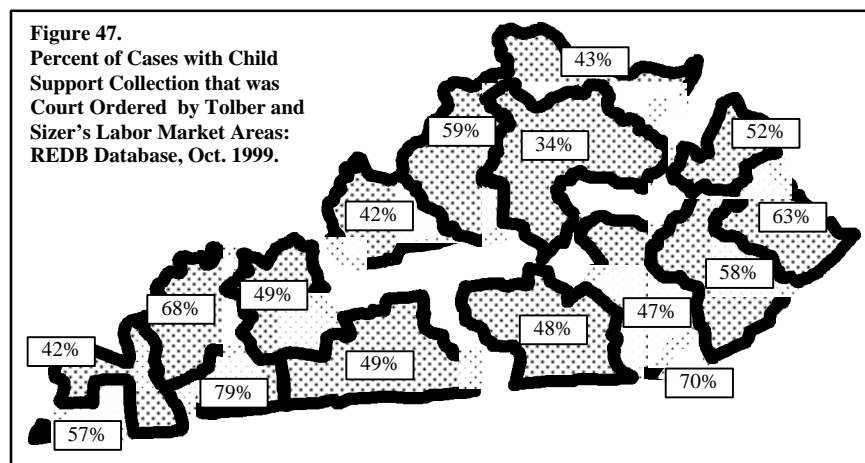 Figure 47.
Percent of Cases with Child
Support Collection that was
Court Ordered by Tolber and
Sizer's Labor Market Areas:
REDB Database, Oct. 1999.
43%
59%
34%
52%
42%
63%
58%
68%
49%
47%
48%
42%
49%
79%
70%
57%